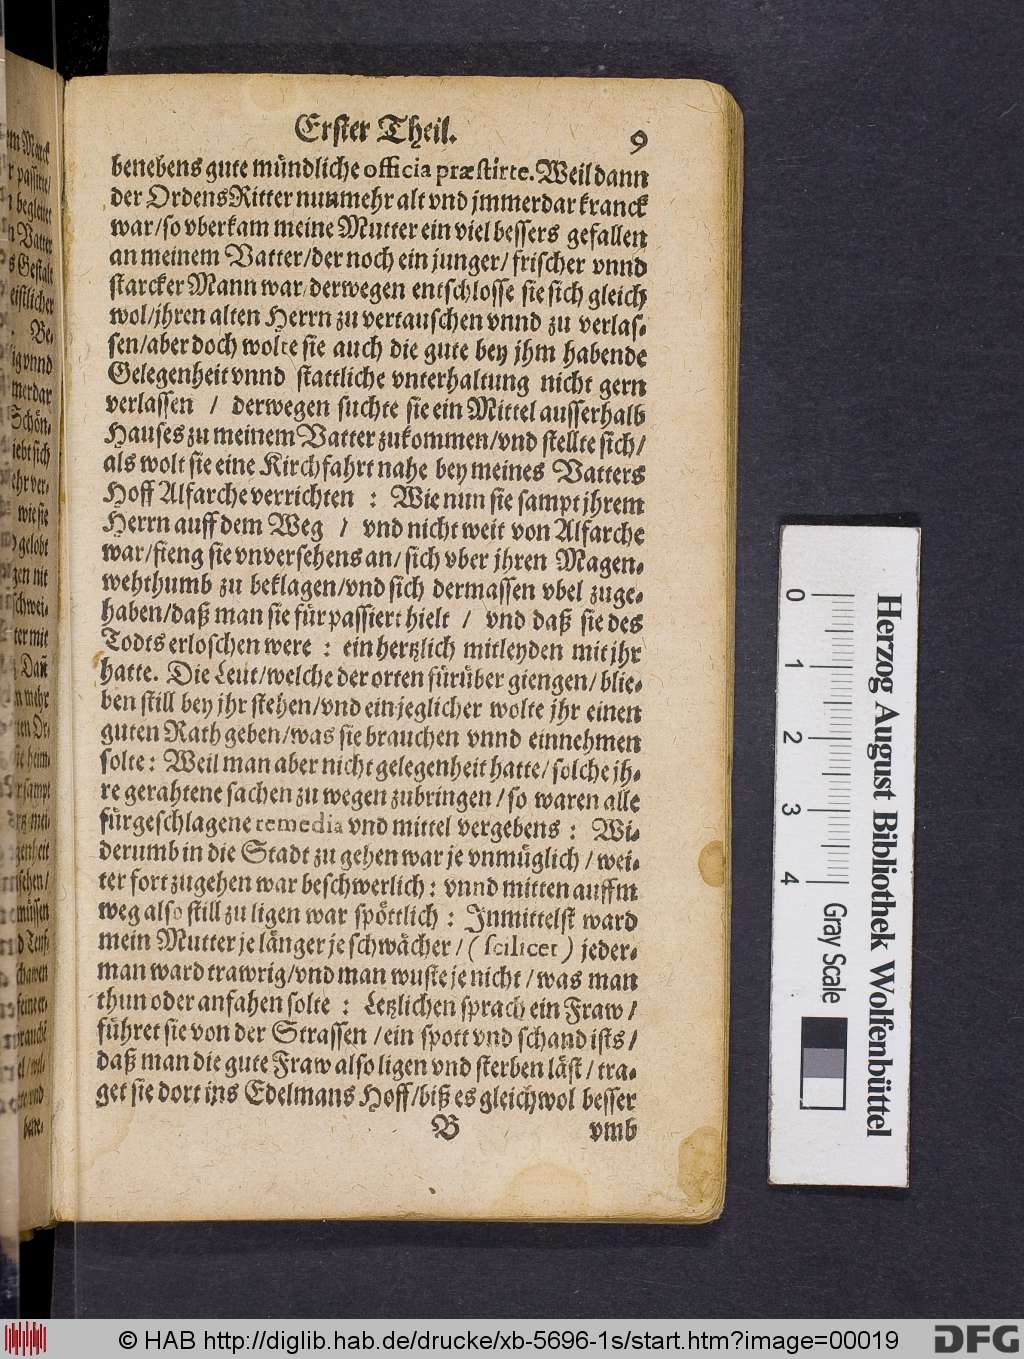 Erster Theil. 9
benebens gute mündliche officia præstirte. Weil dann
der OrdensRitter nunmehr alt vnd jmmerdar kranck
war/so vberkam meine Mutter ein viel bessers gefallen
an meinem Vatter/der noch ein junger/frischer vnnd
starcker Mann war/derwegen entschlosse sie sich gleich
wol/jhren alten Herrn zu vertauschen vnnd zu verlas-
sen/aber doch wolte sie auch die gute bey jhm habende
Gelegenheit vnnd stattliche vnterhaltung nicht gern
verlassen / derwegen suchte sie ein Mittel ausserhalb
Hauses zu meinem Vatter zukommen/vnd stellte sich/
als wolt sie eine Kirchfahrt nahe bey meines Vatters
Hoff Alfarche verrichten : Wie nun sie sampt jhrem
Herrn auff dem Weg / vnd nicht weit von Alfarche
war/fieng sie vnversehens an/sich vber jhren Magen-
wehthumb zu beklagen/vnd sich dermassen vbel zuge-
haben/daß man sie für passiert hielt / vnd daß sie des
Todts erloschen were : ein hertzlich mitleyden mit jhr
hatte. Die Leut/welche der orten fürüber giengen/blie-
ben still bey jhr stehen/vnd ein jeglicher wolte jhr einen
guten Rath geben/was sie brauchen vnnd einnehmen
solte: Weil man aber nicht gelegenheit hatte/solche jh-
re gerahtene sachen zu wegen zubringen/so waren alle
fürgeschlagene remedia vnd mittel vergebens : Wi-
derumb in die Stadt zu gehen war je vnmüglich/wei-
ter fort zugehen war beschwerlich: vnnd mitten auffm
weg also still zu ligen war spöttlich : Inmittelst ward
mein Mutter je länger je schwächer/(scilicet) jeder-
man ward trawrig/vnd man wuste je nicht/was man
thun oder anfahen solte : Letzlichen sprach ein Fraw/
führet sie von der Strassen/ein spott vnd schand ists/
daß man die gute Fraw also ligen vnd sterben läst/tra-
get sie dort ins Edelmans Hoff/biß es gleichwol besser
B vmb
0 1 2 3 4
Gray Scale
Herzog August Bibliothek Wolfenbüttel
© HAB http://diglib.hab.de/drucke/xb-5696-1s/start.htm?image=00019
DFG